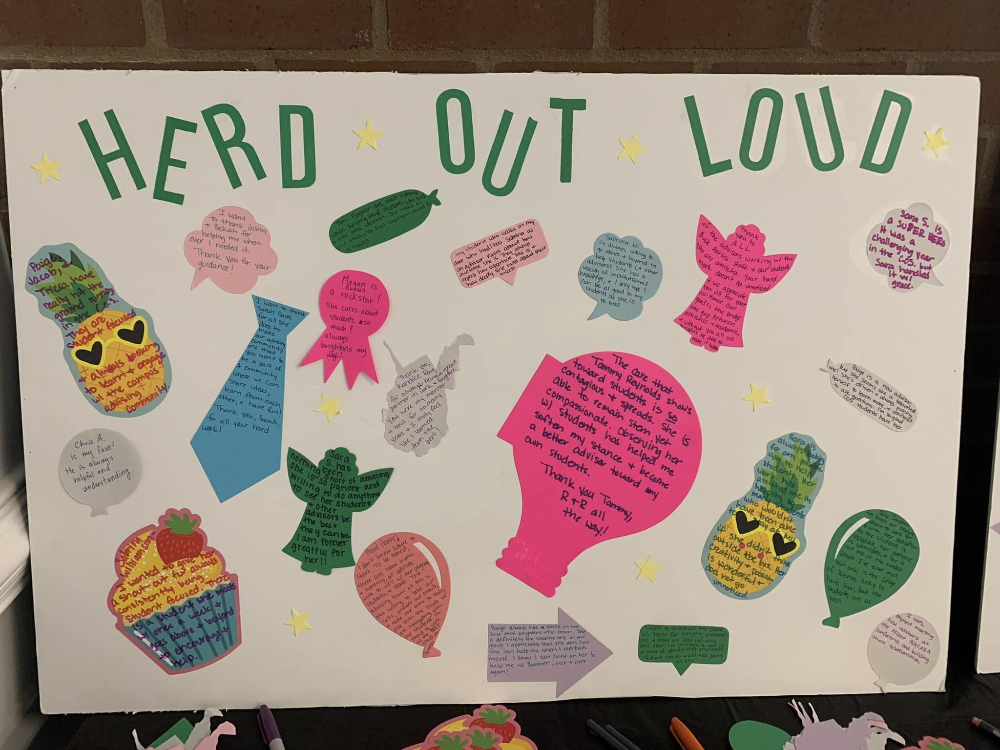 HERD OUT LOUD
I want
to thank Justin
& Bekah for
helping me when-
ever I needed it.
Thank you for your
guidance!
Toni Ferguson goes above & beyond
when helping those students who need
a little extra attention. She makes all
our students feel important, cared for,
& heard!
Any student who walks in my
door who had/has Sabrina as
an advisor raves about how
awesome she is. They always
express how supportive she is &
how deeply she cares about their
success.
Sabrina W.
is always willing to
go above & beyond to
help students (& other
advisors). She has a
wealth of institutional
knowledge, & I only hope I
can be as good to my
students as she is
to hers
Thank
you to
A.L.L
of the advisors working w/ the
Buck Harless staff & our students
who are athletes. Your hard
work doesn't go unnoticed
& we appreciate
you all for your
assistance. Our
goal is the bridge
the gap between
athletics & academic,
& without you all we
wouldn't be able to
make it happen
Sara S. is
a SUPER HERO
It was a
challenging year
in the C.O.S. but
Sara handled
it w/
grace.
Paige,
Jacob, &
Tricia have
really hit the
ground running
in the C.O.S.
They are
student focused
& always looking
to learn & engage
w/ the campus
advising
community.
I want to thank
Sarah Davis
for all she
does to
make
our advising
community
one that
you want to
be a part of.
A community
where we can
share ideas,
learn from each
other, & have fun!
Thank you, Sarah,
for all your hard
work!
Megan is
Russell
a rockstar!
She cares about
students so
much &
always
brightens my
day!
Thank you,
Kandice Rowe,
for always being a great
partner in work & laughter.
You were my mentor
& boss for so many
years & I truly feel
like I learned
from the
best!
The care that
Tammy Reynolds shows
toward students is so
contagious & spreads. She is
able to remain stern yet
compassionate. Observing her
w/ students has helped me
soften my stance & become
a better advisor toward my
own students.
Thank you Tammy,
R & R all
the way!
Paige is a new advisor
but she seems like a seasoned
one! She's driven & always pushing
herself to learn more & unafraid
to ask questions. I'm so glad
COS students have her.
Chris A.
is my fave!
He is always
helpful and
understanding.
Sara
S. has
nothing been
short of amazing.
She is so patient and
willing to do anything
to see her students
& other
advisors be
the best
they can be.
I am forever
greatful for
her!!
Sara is
always looking
for any possible
way to help
students. Her
work has
assisted me in
helping so
many students
who wouldn't
have been able
to stay at MU
if she didn't think
outside the box. Her
creativity & passion
is wonderful &
does not go
unnoticed.
Sara
has been an absolute
dream to work for
& with. Her dedication
to the students is
incredible. Her patience
is admirable, & she is
just one of the kindest
people I've ever met.
Not only is the College
of Science lucky to
have her, but the
students are as
well.
Sabrina
Williamson-
I wanted to give her
a shout out for always
consistently being
student focused. There
is a student she meets
w/ once a week &
goes above & beyond
to encourage &
help.
Good Gravy!
I don't know where to
start. To be honest,
there are soooo many,
& honestly, all advisors
work so well w/ our program,
students, & staff. The
advising team at MU is
also willing to take our
calls, answer our emails,
& take the time to really
dive into the issues we
are navigating with
our students. I'm
proud to work
w/ the BEST
group on
campus!
Paige always has a smile on her
face that brightens the room. She
is definitely the creative one in our
group. I appreciate that she asks how
she can help me when I overbook
myself. I know I can count on her to
help me w/ Banner...over & over
again!
I want to shout out the entire
UC team for helping onboard
me & make me feel welcome
this year. I'm privileged to work w/
a group of advisors that prioritizes
student success & wellness above
all else.
I 100%
enjoyed meeting
new advisors at
the recent NACADA
conference and building
those relationships.